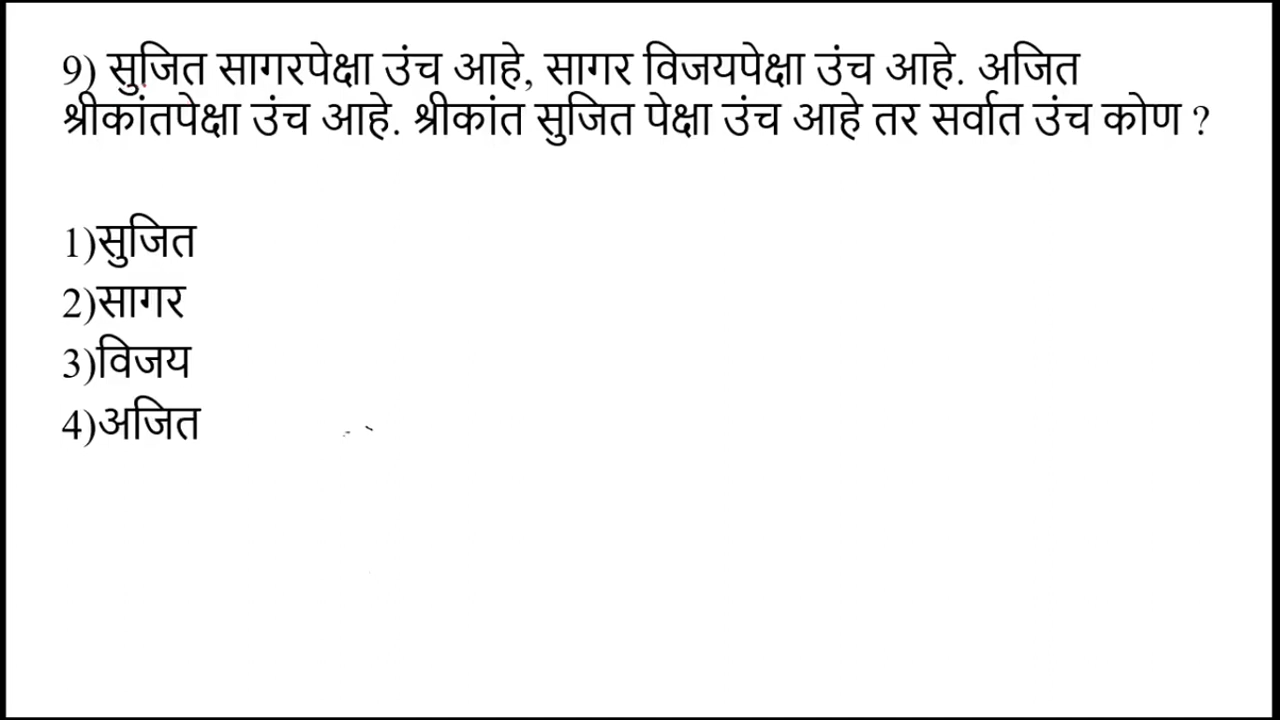 9) सुजित सागरपेक्षा उंच आहे, सागर विजयपेक्षा उंच आहे. अजित
श्रीकांतपेक्षा उंच आहे. श्रीकांत सुजित पेक्षा उंच आहे तर सर्वात उंच कोण ?
1)सुजित
2)सागर
3)विजय
4)अजित